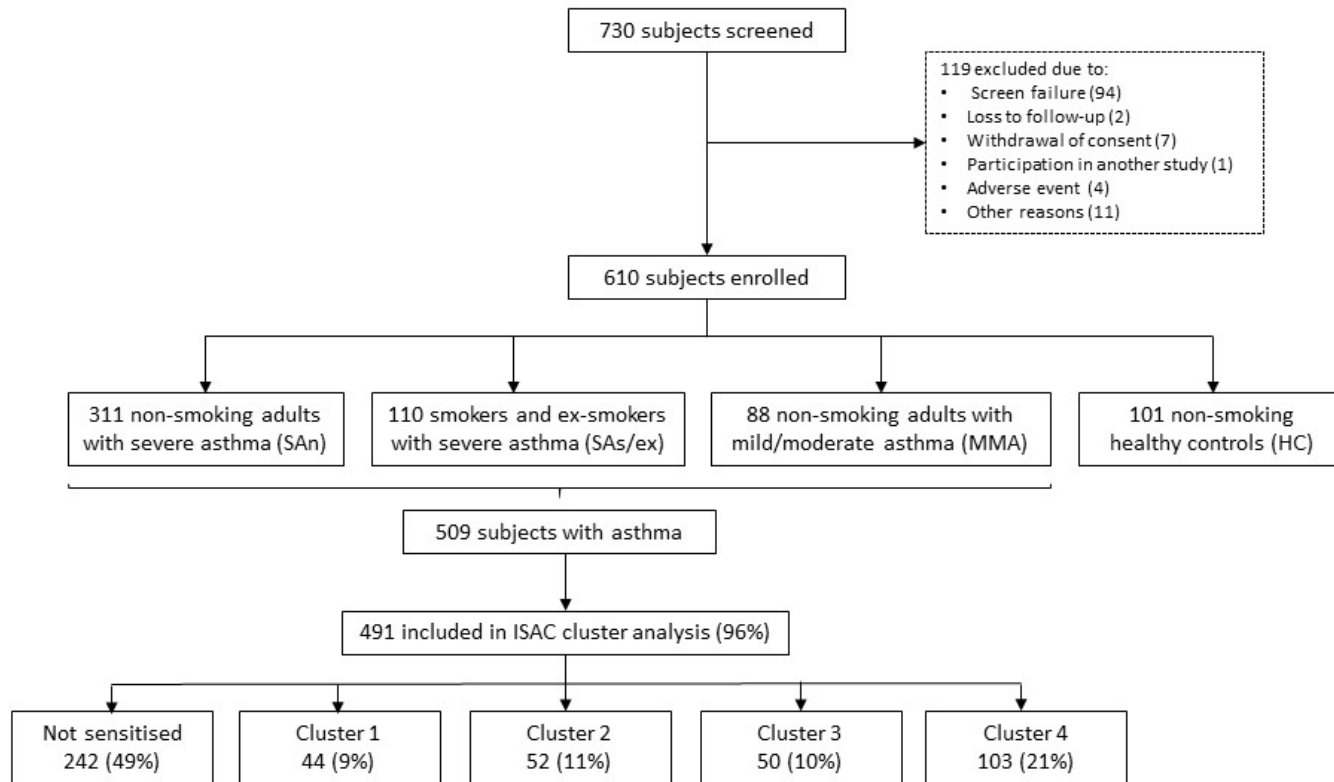 730 subjects screened
119 excluded due to:
• Screen failure (94)
• Loss to follow-up (2)
• Withdrawal of consent (7)
• Participation in another study (1)
• Adverse event (4)
• Other reasons (11)
610 subjects enrolled
311 non-smoking adults
with severe asthma (SAn)
110 smokers and ex-smokers
with severe asthma (SAs/ex)
88 non-smoking adults with
mild/moderate asthma (MMA)
101 non-smoking
healthy controls (HC)
509 subjects with asthma
491 included in ISAC cluster analysis (96%)
Not sensitised
242 (49%)
Cluster 1
44 (9%)
Cluster 2
52 (11%)
Cluster 3
50 (10%)
Cluster 4
103 (21%)